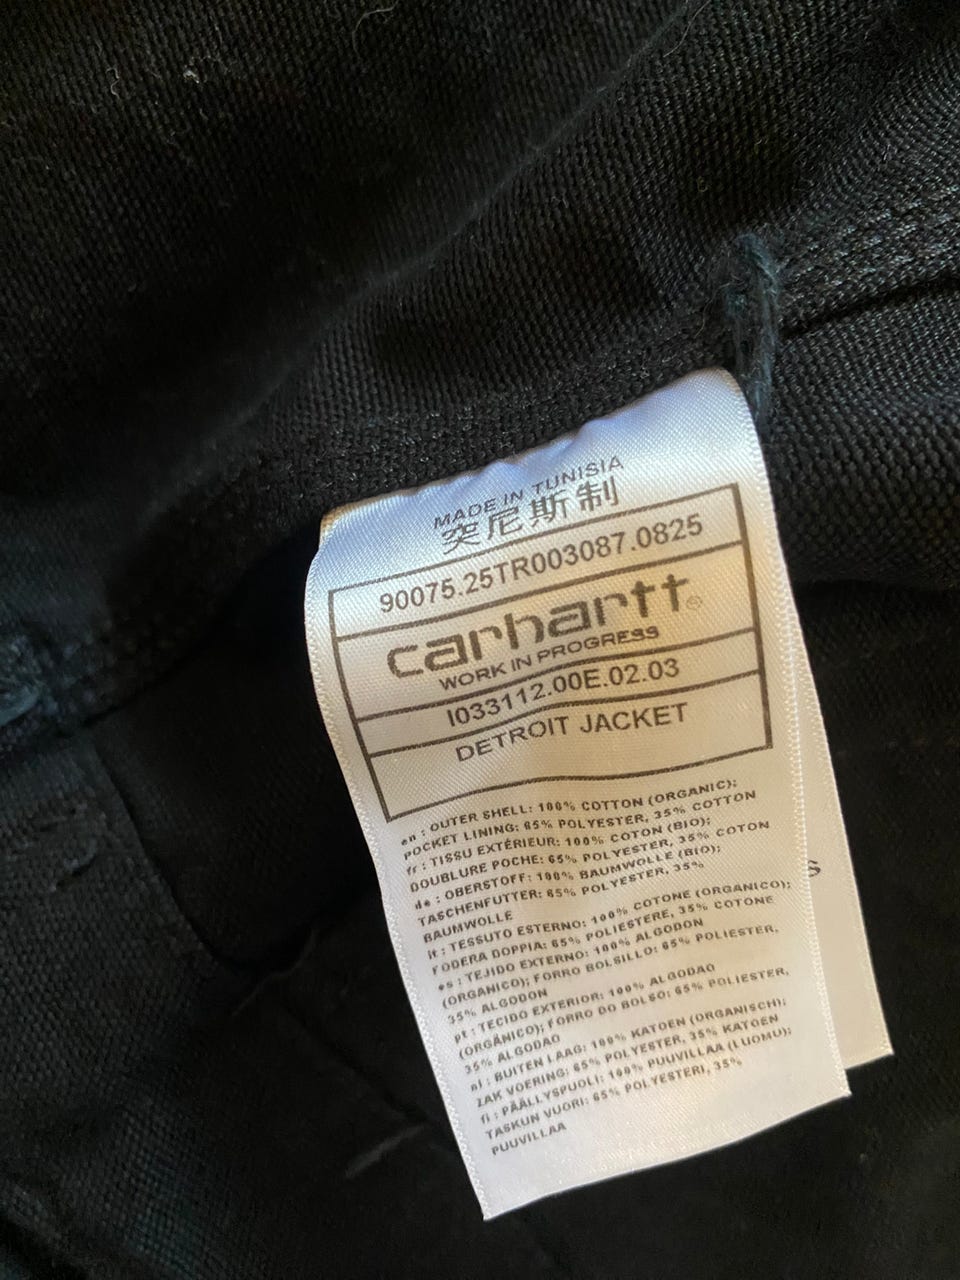 MADE IN TUNISIA
突尼斯制
90075.25TR003087.0825
carhartt®
WORK IN PROGRESS
I033112.00E.02.03
DETROIT JACKET
en : OUTER SHELL: 100% COTTON (ORGANIC);
POCKET LINING: 65% POLYESTER, 35% COTTON
fr : TISSU EXTÉRIEUR: 100% COTON (BIO);
DOUBLURE POCHE: 65% POLYESTER, 35% COTON
de : OBERSTOFF: 100% BAUMWOLLE (BIO);
TASCHENFUTTER: 65% POLYESTER, 35%
BAUMWOLLE
it : TESSUTO ESTERNO: 100% COTONE (ORGANICO);
FODERA DOPPIA: 65% POLIESTERE, 35% COTONE
es : TEJIDO EXTERNO: 100% ALGODON
(ORGANICO); FORRO BOLSILLO: 65% POLIESTER,
35% ALGODON
pt : TECIDO EXTERIOR: 100% ALGODAO
(ORGÂNICO); FORRO DO BOLSO: 65% POLIESTER,
35% ALGODAO
nl : BUITEN LAAG: 100% KATOEN (ORGANISCH);
ZAK VOERING: 65% POLYESTER, 35% KATOEN
fi : PÄÄLLYSPUOLI: 100% PUUVILLAA (LUOMU);
TASKUN VUORI: 65% POLYESTERI, 35%
PUUVILLAA
S